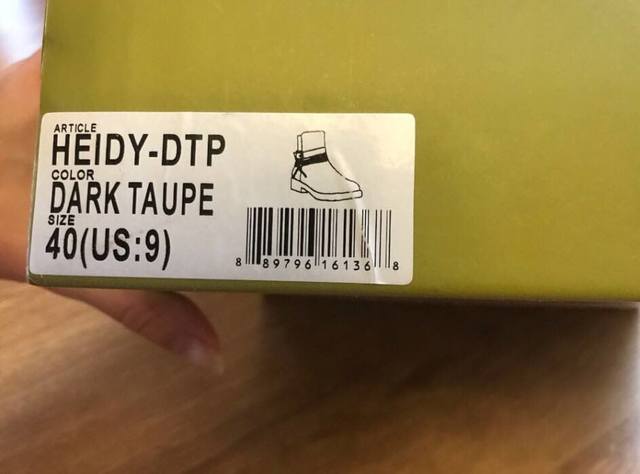 ARTICLE
HEIDY-DTP
COLOR
DARK TAUPE
SIZE
40(US:9)
8 89796 16136 8